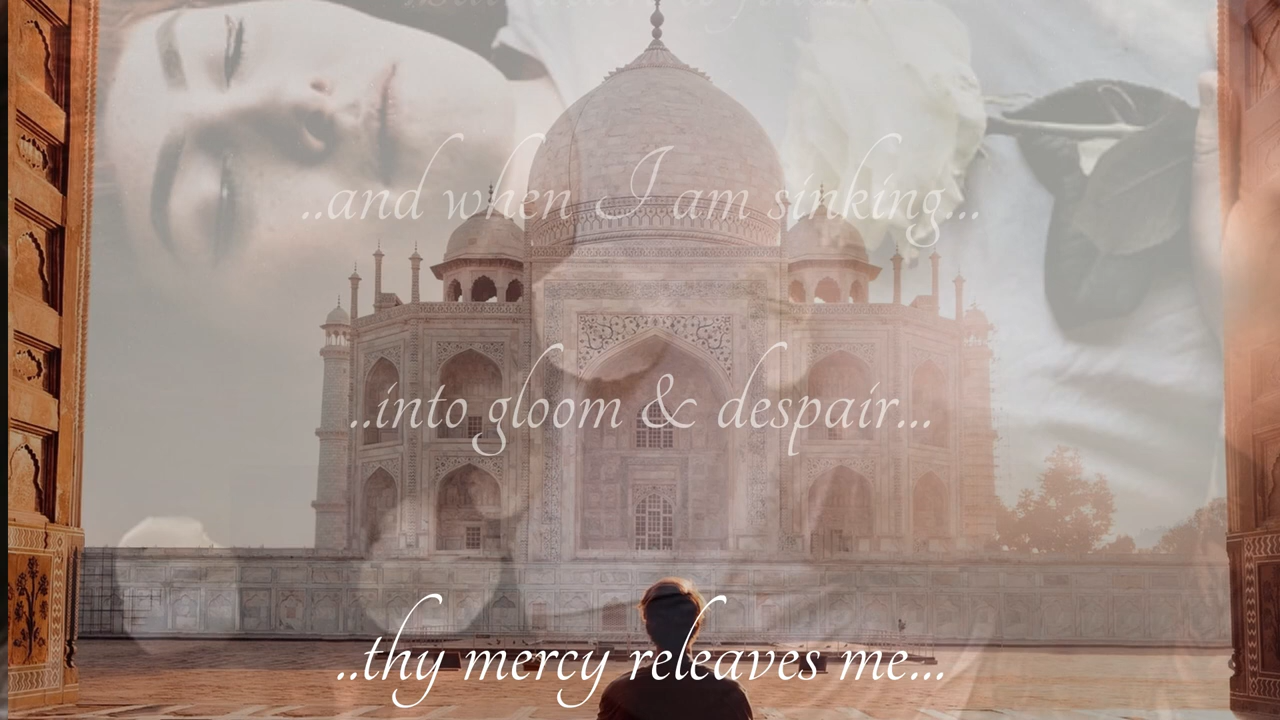 ..and when I am sinking...
..into gloom & despair...
..thy mercy releaves me...